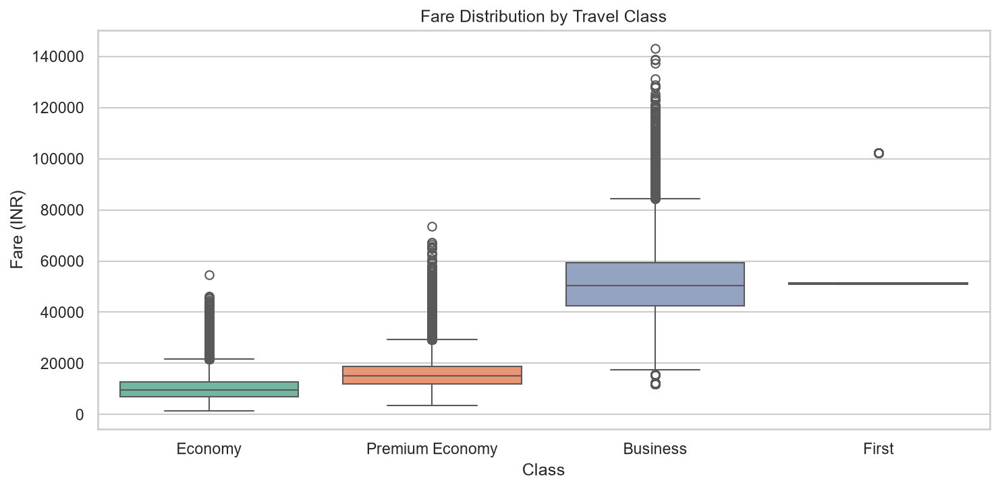 Fare Distribution by Travel Class
140000
120000
100000
80000
60000
40000
20000
0
Fare (INR)
Economy Premium Economy Business First
Class